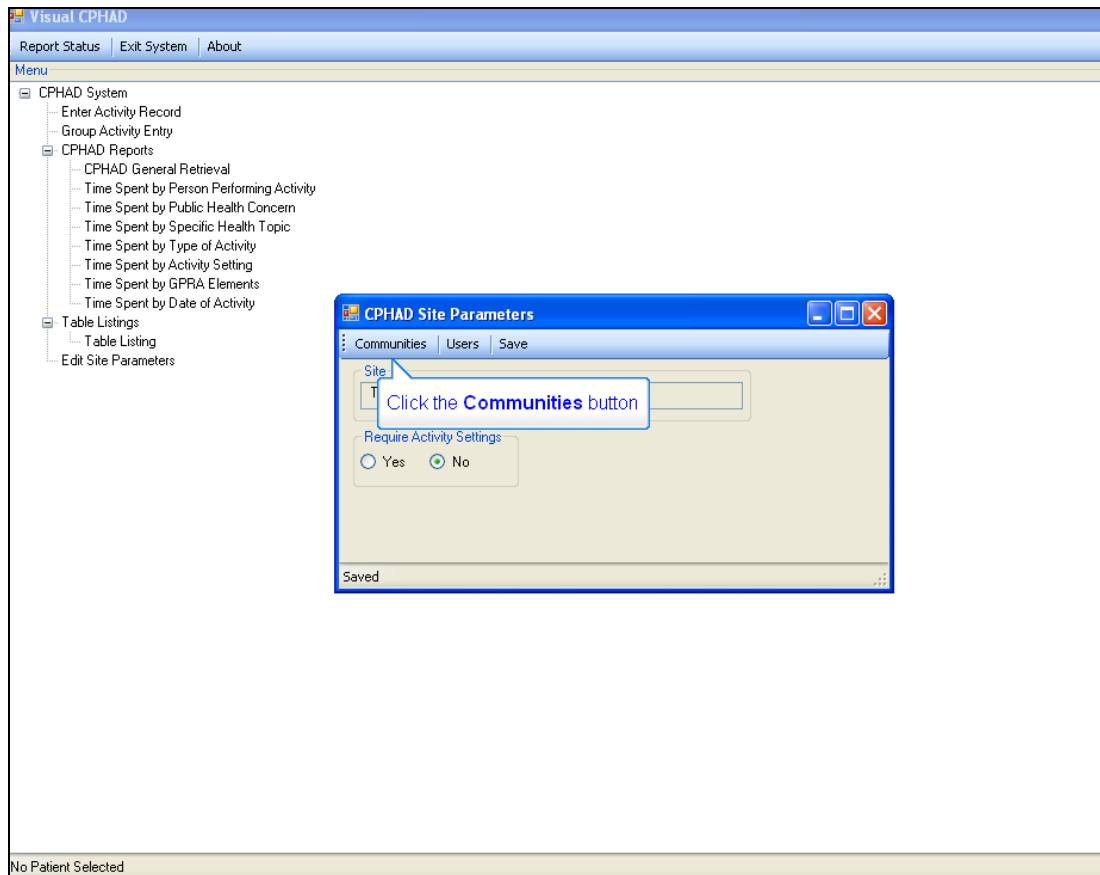 Visual CPHAD
Report Status Exit System About
Menu
CPHAD System
Enter Activity Record
Group Activity Entry
CPHAD Reports
CPHAD General Retrieval
Time Spent by Person Performing Activity
Time Spent by Public Health Concern
Time Spent by Specific Health Topic
Time Spent by Type of Activity
Time Spent by Activity Setting
Time Spent by GPRA Elements
Time Spent by Date of Activity
Table Listings
Table Listing
Edit Site Parameters
CPHAD Site Parameters
Communities Users Save
Site
Click the Communities button
Require Activity Settings
Yes No
Saved
No Patient Selected